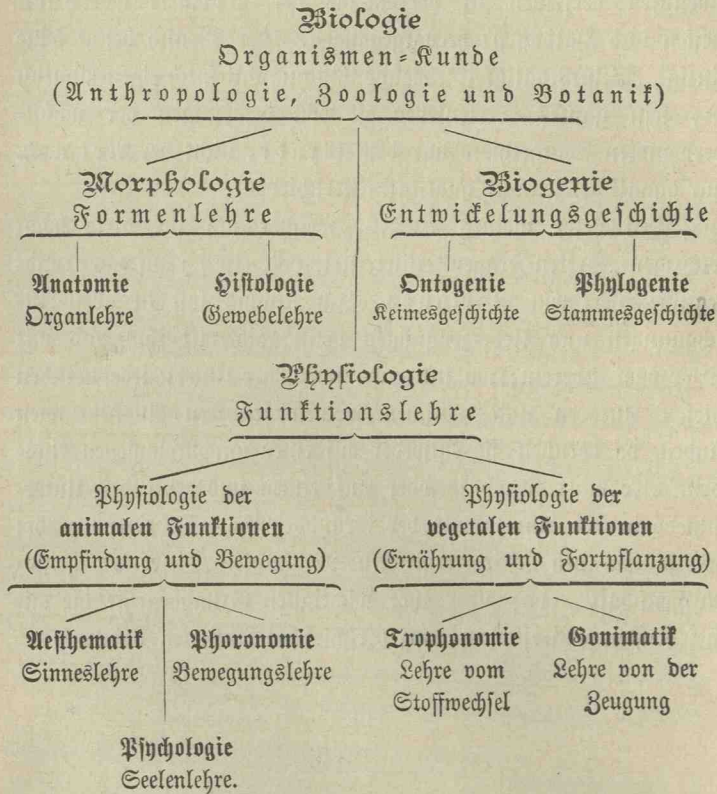 Biologie
Organismen-Kunde
(Anthropologie, Zoologie und Botanik)
Morphologie
Formenlehre
Biogenie
Entwickelungsgeschichte
Anatomie
Organlehre
Histologie
Gewebelehre
Ontogenie
Keimesgeschichte
Phylogenie
Stammesgeschichte
Physiologie
Funktionslehre
Physiologie der
animalen Funktionen
(Empfindung und Bewegung)
Physiologie der
vegetalen Funktionen
(Ernährung und Fortpflanzung)
Aesthematik
Sinneslehre
Phoronomie
Bewegungslehre
Trophonomie
Lehre vom
Stoffwechsel
Gonimatik
Lehre von der
Zeugung
Psychologie
Seelenlehre.